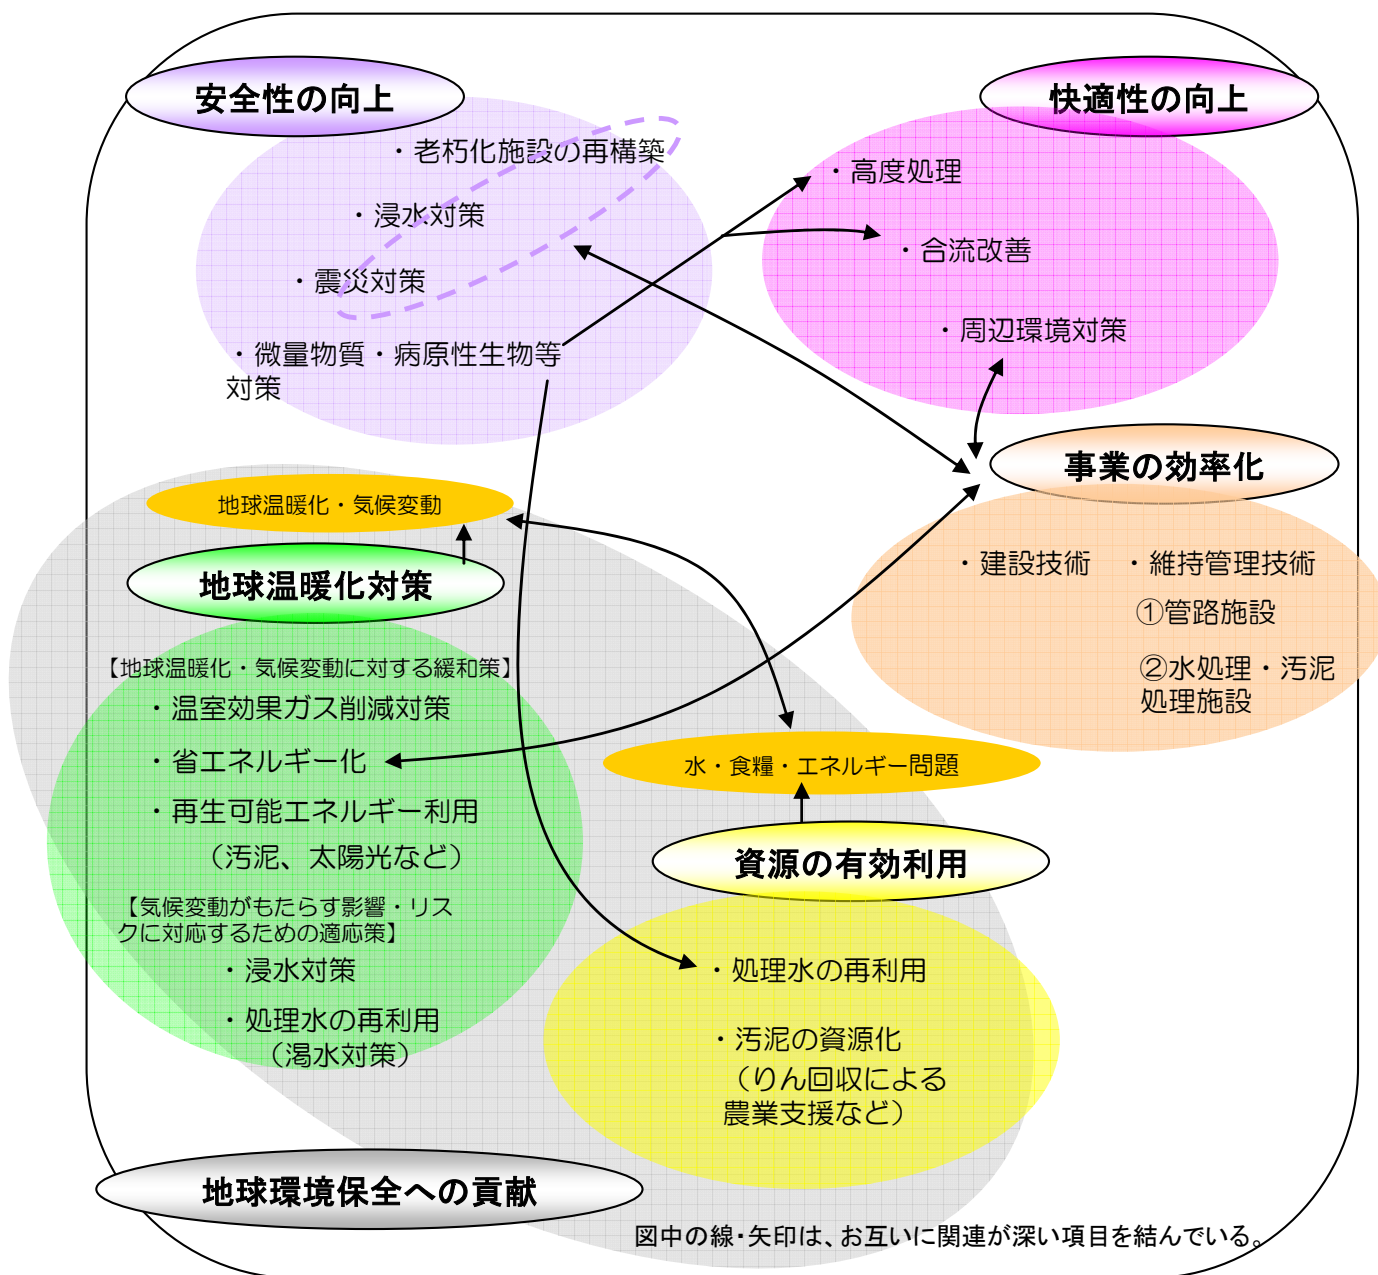 安全性の向上
・老朽化施設の再構築
・浸水対策
・震災対策
・微量物質・病原性生物等
対策
快適性の向上
・高度処理
・合流改善
・周辺環境対策
事業の効率化
・建設技術 ・維持管理技術
①管路施設
②水処理・汚泥
処理施設
地球温暖化・気候変動
地球温暖化対策
【地球温暖化・気候変動に対する緩和策】
・温室効果ガス削減対策
・省エネルギー化
・再生可能エネルギー利用
（汚泥、太陽光など）
【気候変動がもたらす影響・リス
クに対応するための適応策】
・浸水対策
・処理水の再利用
（渇水対策）
水・食糧・エネルギー問題
資源の有効利用
・処理水の再利用
・汚泥の資源化
（りん回収による
農業支援など）
地球環境保全への貢献
図中の線・矢印は、お互いに関連が深い項目を結んでいる。